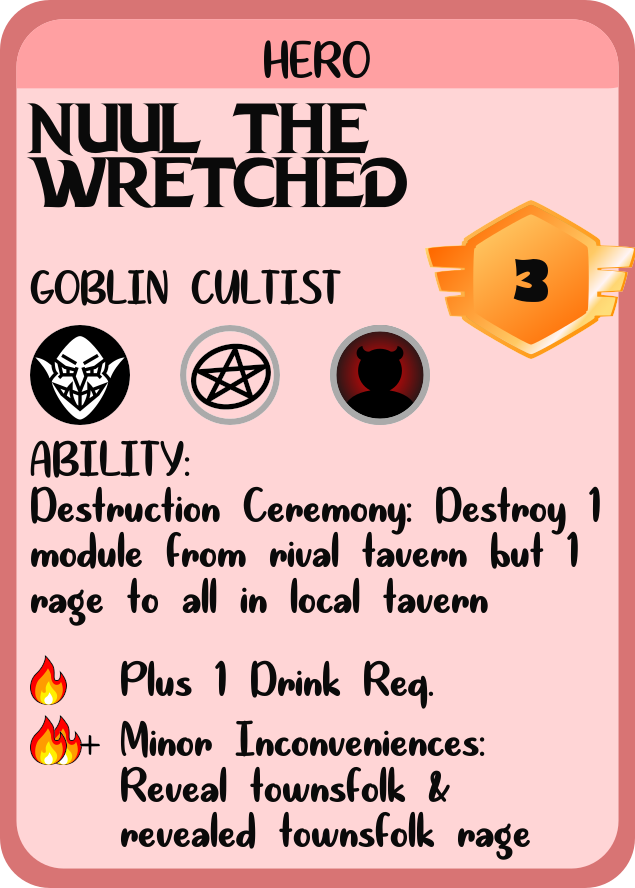 HERO
NUUL THE
WRETCHED
3
GOBLIN CULTIST
ABILITY:
Destruction Ceremony: Destroy 1
module from rival tavern but 1
rage to all in local tavern
Plus 1 Drink Req.
+ Minor Inconveniences:
Reveal townsfolk &
revealed townsfolk rage